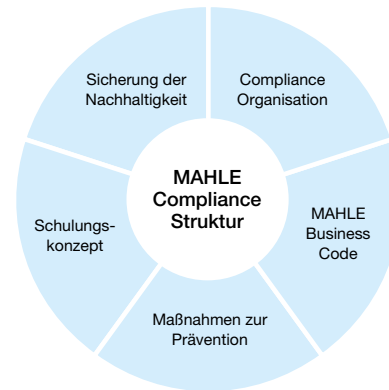 Sicherung der
Nachhaltigkeit
Compliance
Organisation
MAHLE
Compliance
Struktur
Schulungs-
konzept
MAHLE
Business
Code
Maßnahmen zur
Prävention